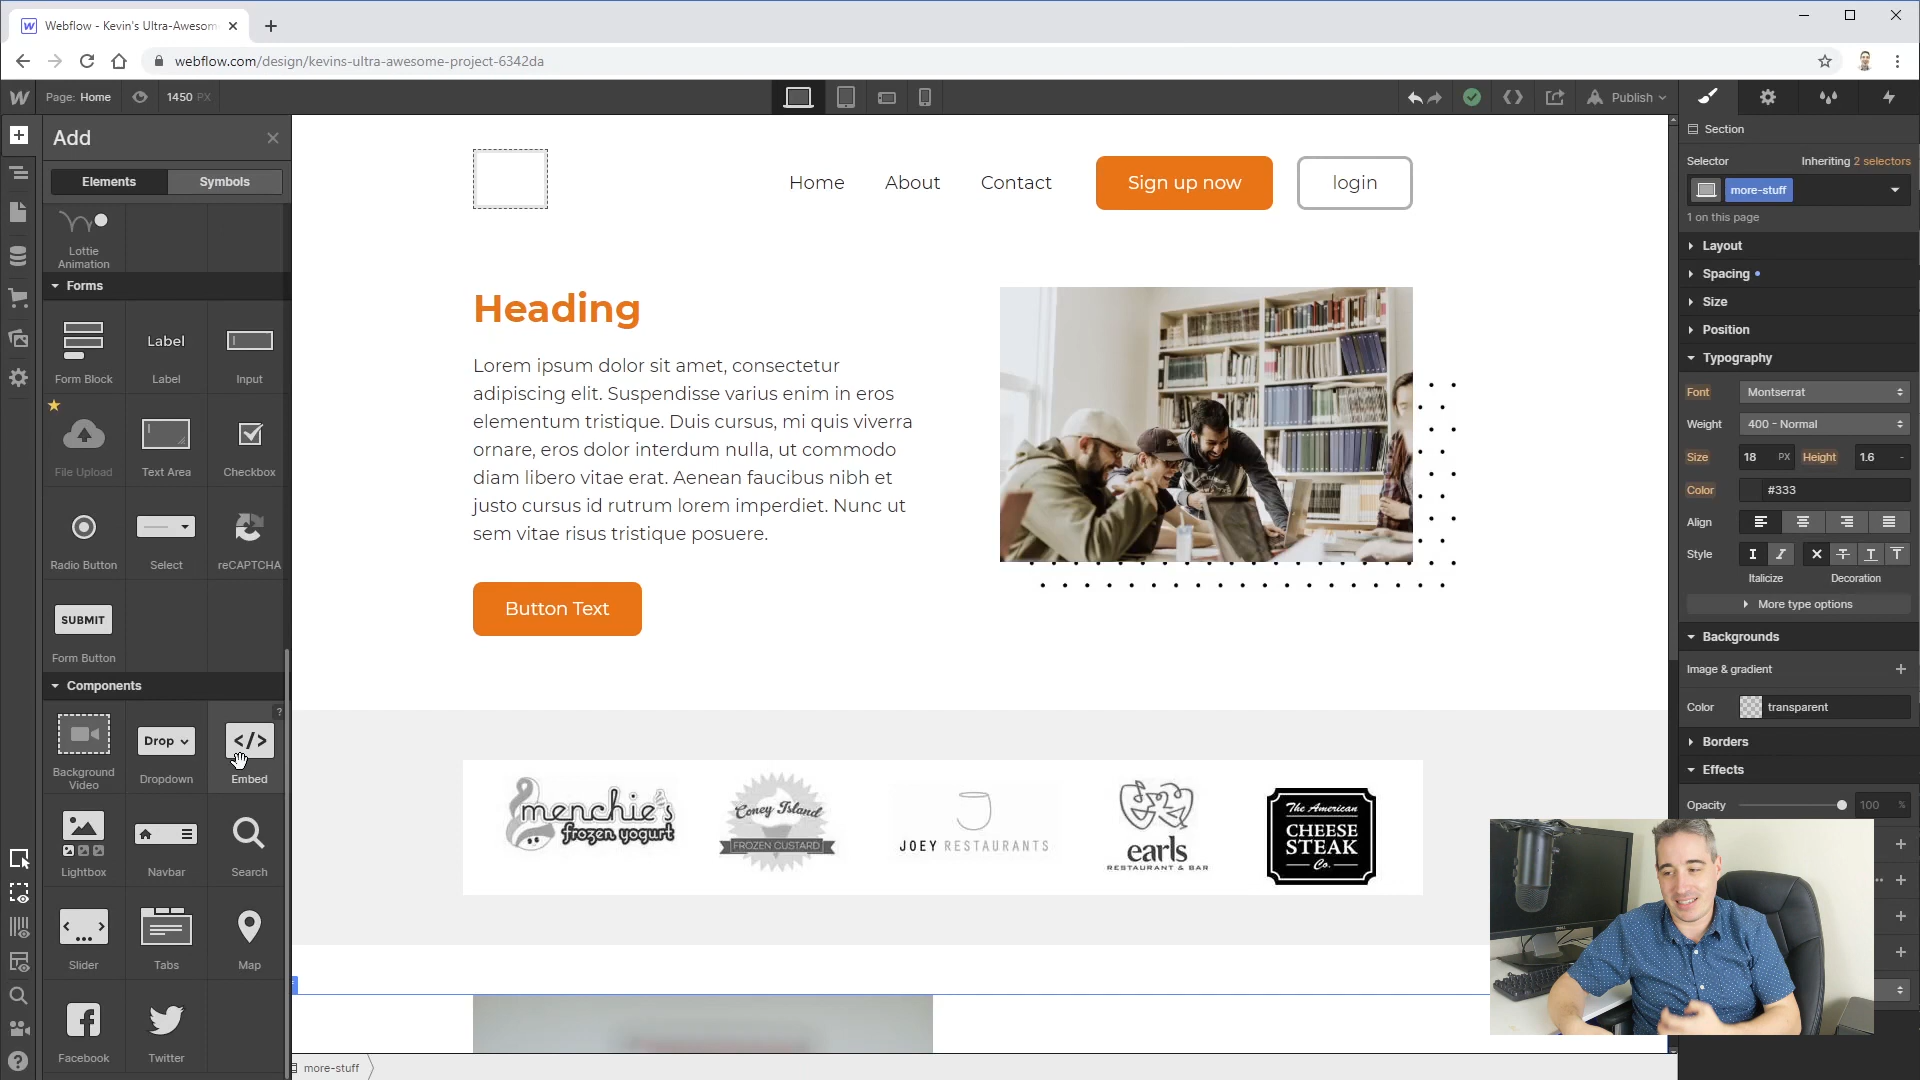 Webflow - Kevin's Ultra-Awesom
webflow.com/design/kevins-ultra-awesome-project-6342da
Page: Home
1450 PX
Publish
Add
Elements
Symbols
Lottie
Animation
Forms
Form Block
Label
Label
Input
File Upload
Text Area
Checkbox
Radio Button
Select
reCAPTCHA
SUBMIT
Form Button
Components
Background
Video
Drop
Dropdown
</>
Embed
?
Lightbox
Navbar
Search
Slider
Tabs
Map
Facebook
Twitter
Home
About
Contact
Sign up now
login
Heading
Lorem ipsum dolor sit amet, consectetur
adipiscing elit. Suspendisse varius enim in eros
elementum tristique. Duis cursus, mi quis viverra
ornare, eros dolor interdum nulla, ut commodo
diam libero vitae erat. Aenean faucibus nibh et
justo cursus id rutrum lorem imperdiet. Nunc ut
sem vitae risus tristique posuere.
Button Text
menchie's
frozen yogurt
Coney Island
FROZEN CUSTARD
JOEY RESTAURANTS
earls
RESTAURANT & BAR
The American
CHEESE
STEAK
Co.
more-stuff
Section
Selector
Inheriting 2 selectors
more-stuff
1 on this page
Layout
Spacing
Size
Position
Typography
Font
Montserrat
Weight
400 - Normal
Size
18 PX
Height
1.6 -
Color
#333
Align
Style
Italicize
Decoration
More type options
Backgrounds
Image & gradient
Color
transparent
Borders
Effects
Opacity
100 %